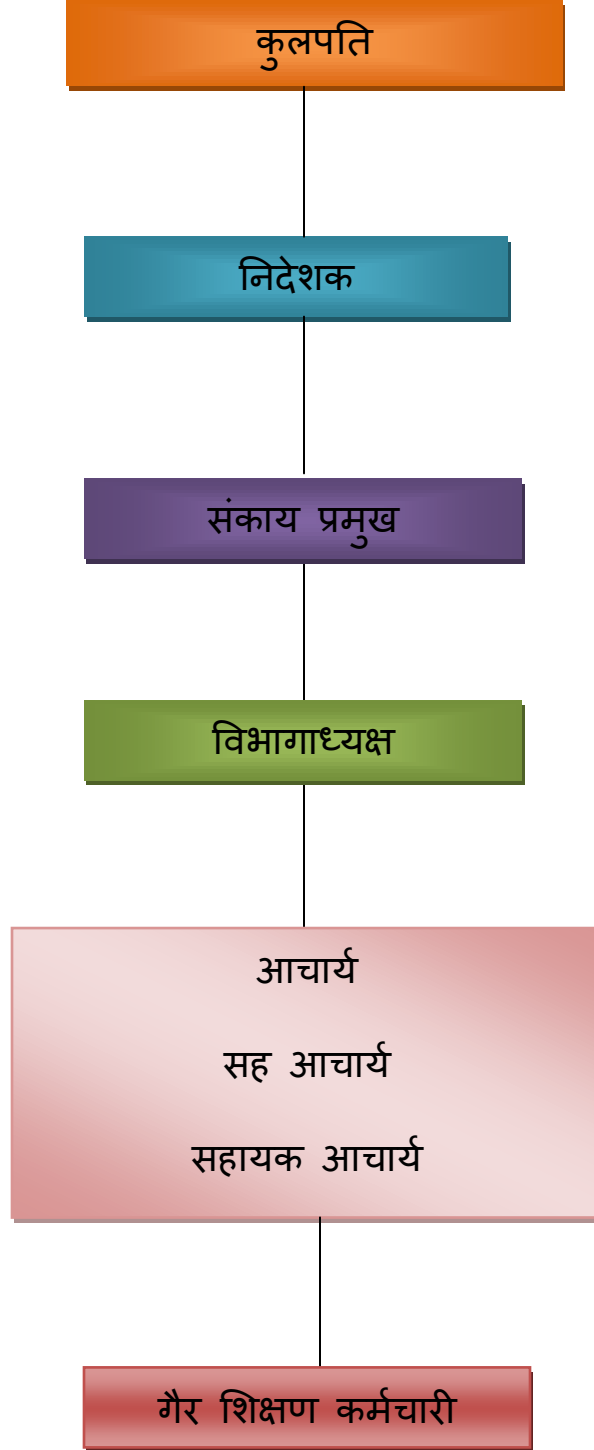 कुलपति
निदेशक
संकाय प्रमुख
विभागाध्यक्ष
आचार्य
सह आचार्य
सहायक आचार्य
गैर शिक्षण कर्मचारी